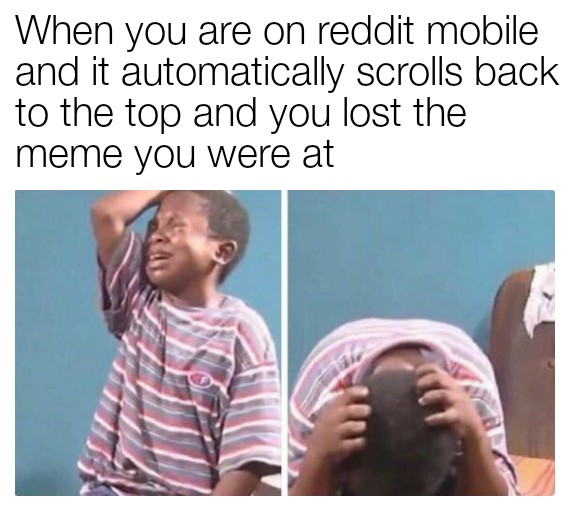 When you are on reddit mobile
and it automatically scrolls back
to the top and you lost the
meme you were at